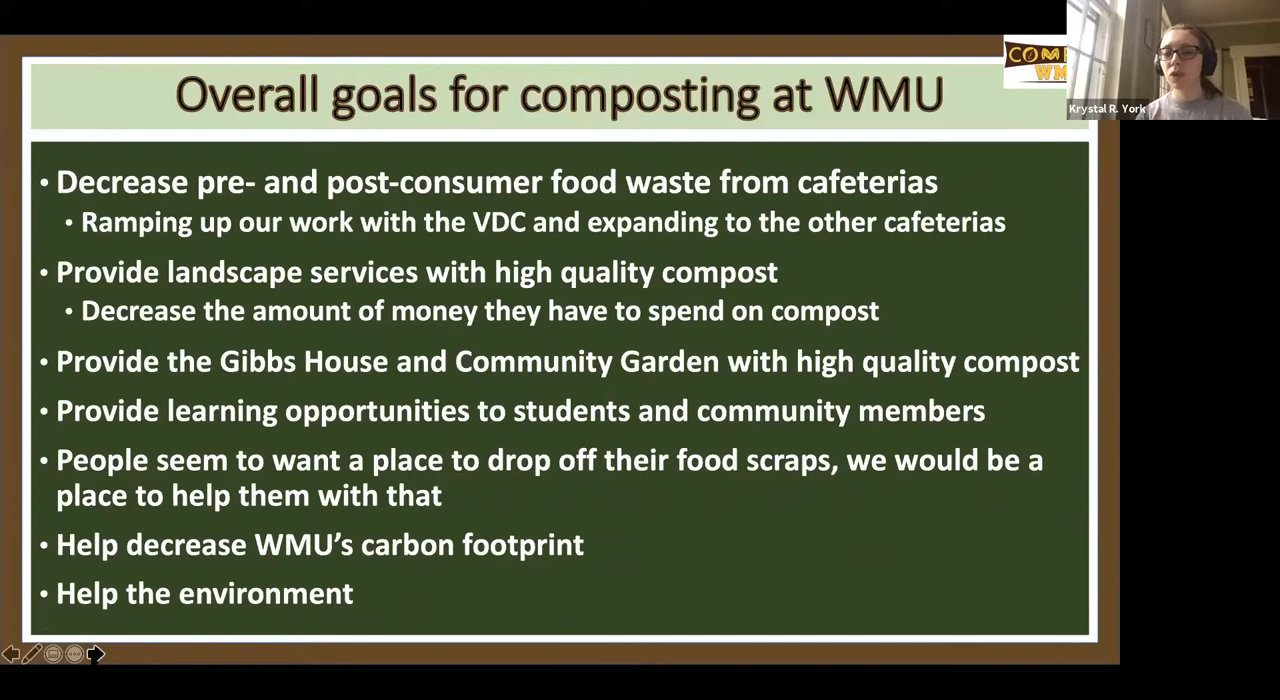 Overall goals for composting at WMU
COM
WM
Krystal R. York
• Decrease pre- and post-consumer food waste from cafeterias
• Ramping up our work with the VDC and expanding to the other cafeterias
• Provide landscape services with high quality compost
• Decrease the amount of money they have to spend on compost
• Provide the Gibbs House and Community Garden with high quality compost
• Provide learning opportunities to students and community members
• People seem to want a place to drop off their food scraps, we would be a
place to help them with that
• Help decrease WMU’s carbon footprint
• Help the environment